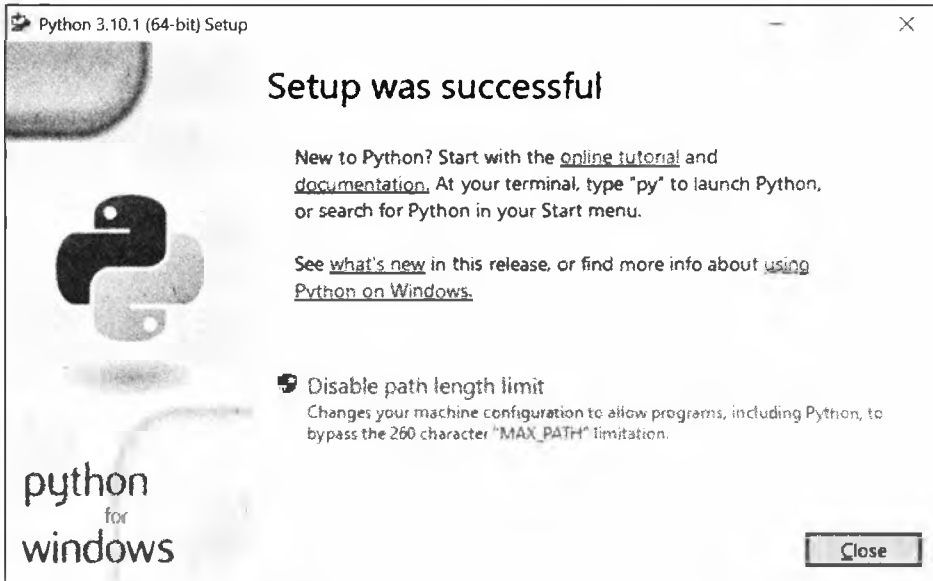 Python 3.10.1 (64-bit) Setup
Setup was successful
New to Python? Start with the online tutorial and
documentation. At your terminal, type "py" to launch Python,
or search for Python in your Start menu.
See what's new in this release, or find more info about using
Python on Windows.
Disable path length limit
Changes your machine configuration to allow programs, including Python, to
bypass the 260 character "MAX_PATH" limitation.
python
for
windows
Close